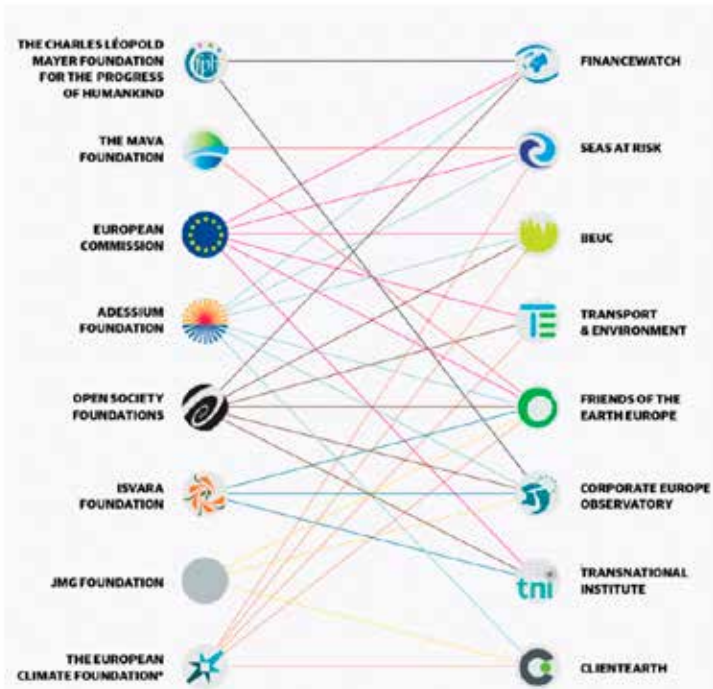 THE CHARLES LÉOPOLD
MAYER FOUNDATION
FOR THE PROGRESS
OF HUMANKIND
fph
FINANCEWATCH
THE MAVA
FOUNDATION
SEAS AT RISK
EUROPEAN
COMMISSION
BEUC
ADESSIUM
FOUNDATION
TRANSPORT
& ENVIRONMENT
TE
OPEN SOCIETY
FOUNDATIONS
FRIENDS OF THE
EARTH EUROPE
ISVARA
FOUNDATION
CORPORATE EUROPE
OBSERVATORY
JMG FOUNDATION
tni
TRANSNATIONAL
INSTITUTE
THE EUROPEAN
CLIMATE FOUNDATION*
CLIENTEARTH